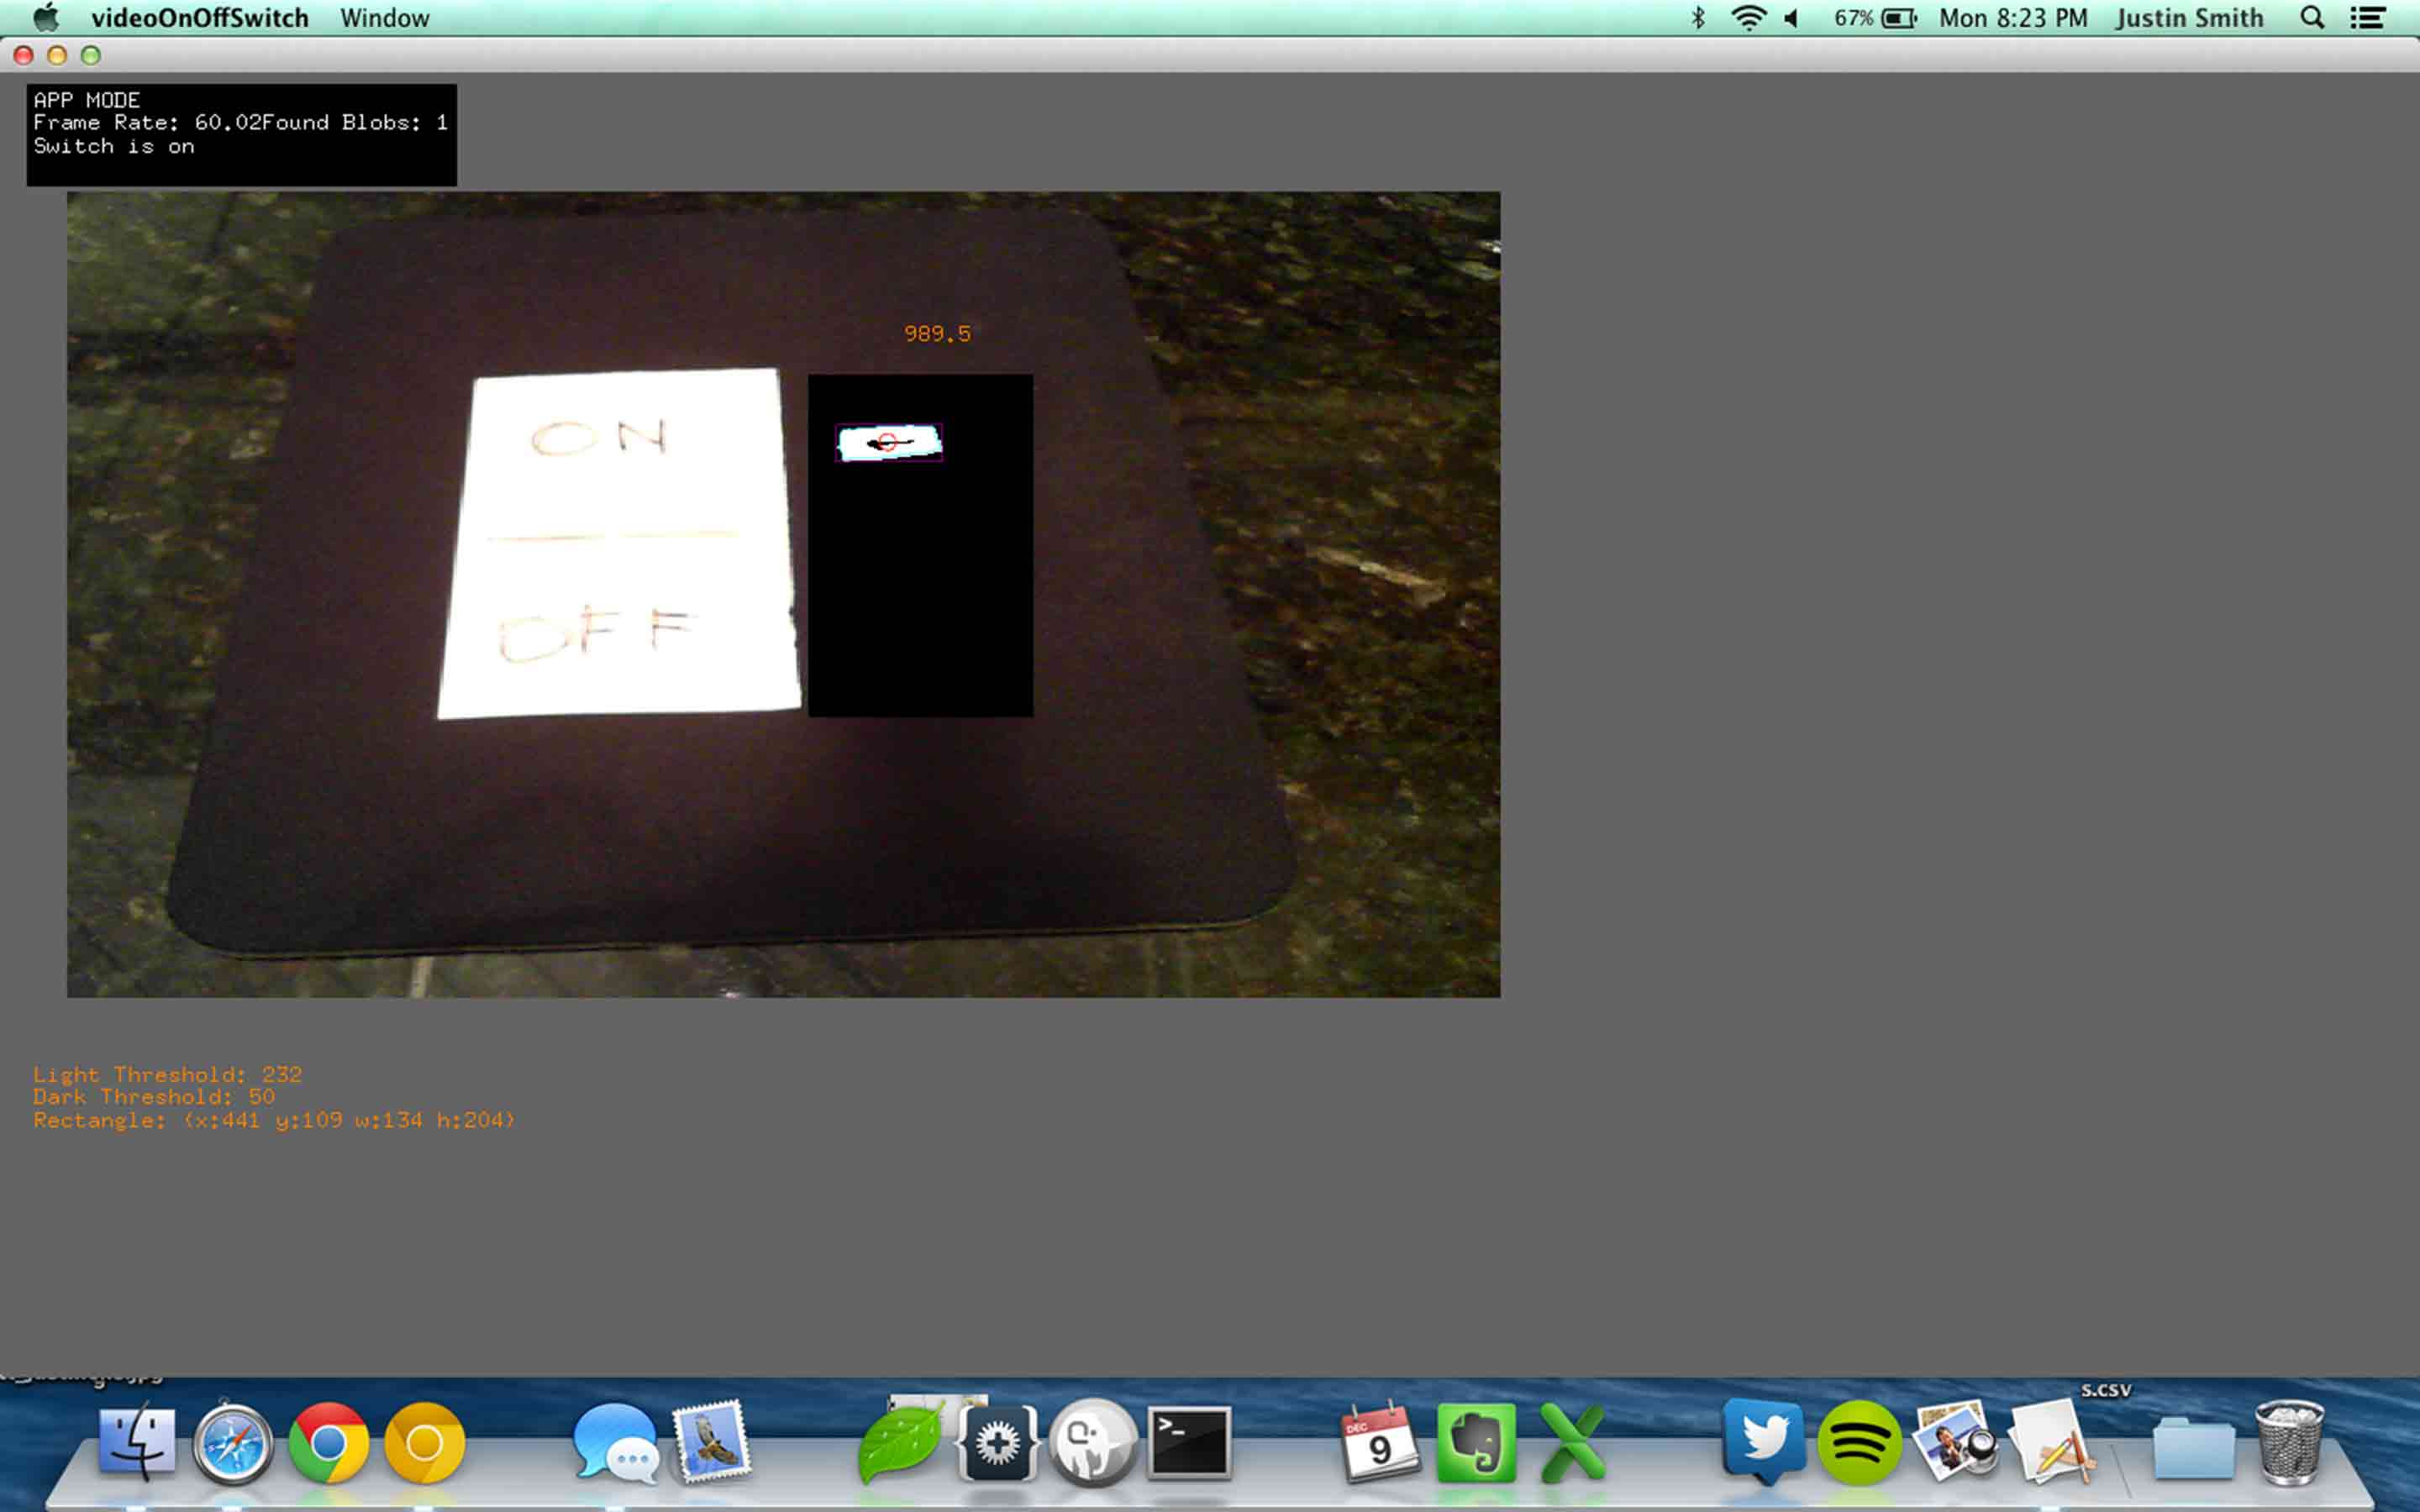 videoOnOffSwitch Window 67% Mon 8:23 PM Justin Smith
APP MODE
Frame Rate: 60.02Found Blobs: 1
Switch is on
989.5
ON
OFF
Light Threshold: 232
Dark Threshold: 50
Rectangle: (x:441 y:109 w:134 h:204)
s.csv
DEC
9